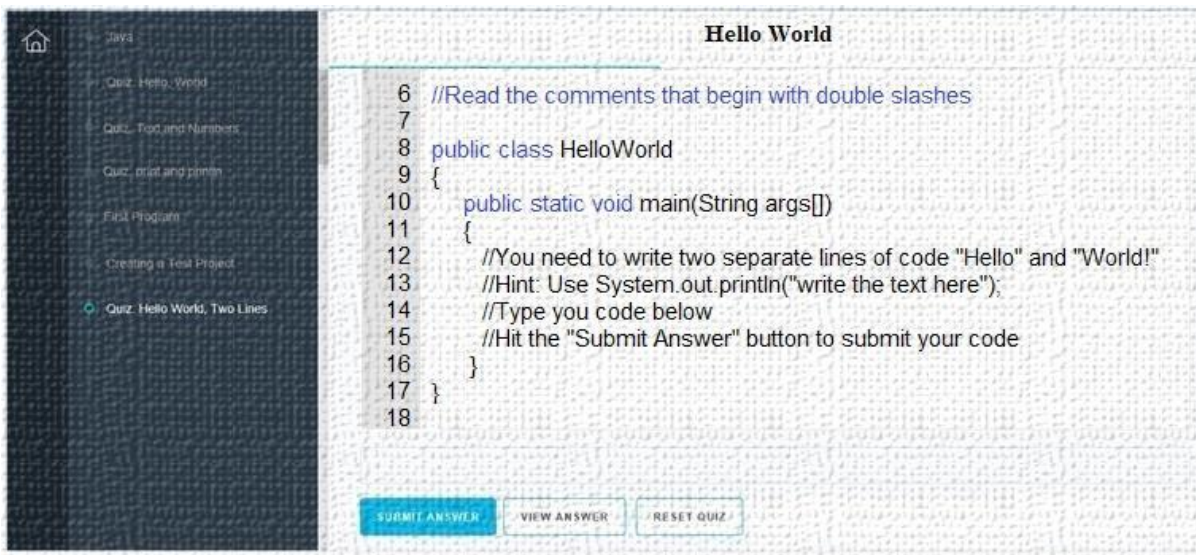 Hello World
Java
Quiz: Hello, World
Quiz: Text and Numbers
Quiz: print and println
First Program
Creating a Test Project
Quiz: Hello World, Two Lines
6 //Read the comments that begin with double slashes
7
8 public class HelloWorld
9 {
10 public static void main(String args[])
11 {
12 //You need to write two separate lines of code "Hello" and "World!"
13 //Hint: Use System.out.println("write the text here");
14 //Type you code below
15 //Hit the "Submit Answer" button to submit your code
16 }
17 }
18
SUBMIT ANSWER VIEW ANSWER RESET QUIZ